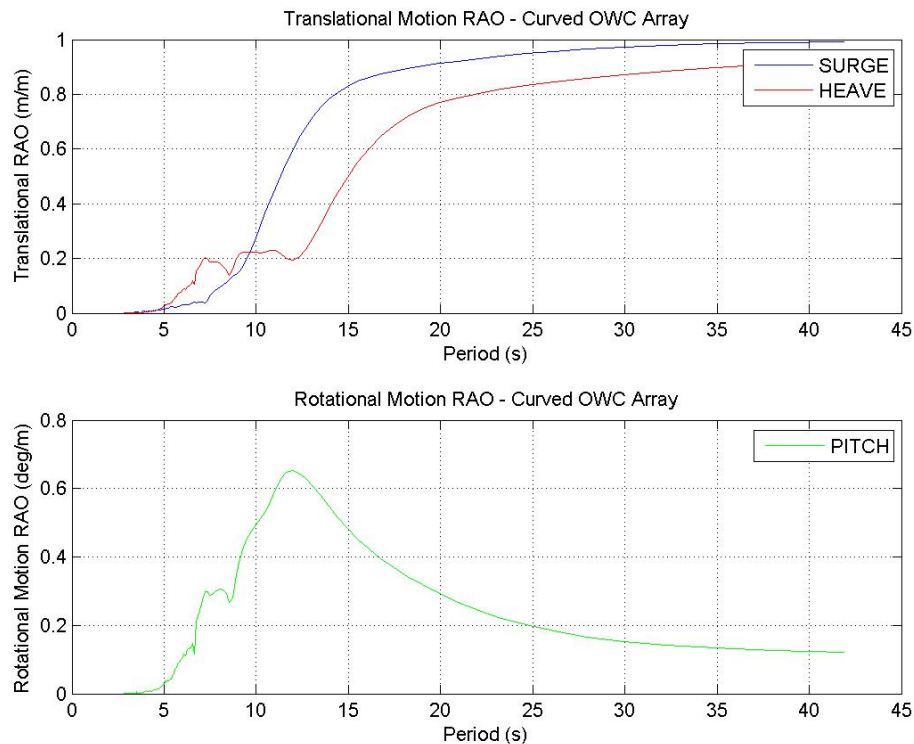 Translational Motion RAO - Curved OWC Array
Translational RAO (m/m)
1
0.8
0.6
0.4
0.2
0
SURGE
HEAVE
0 5 10 15 20 25 30 35 40 45
Period (s)
Rotational Motion RAO - Curved OWC Array
Rotational Motion RAO (deg/m)
0.8
0.6
0.4
0.2
0
PITCH
0 5 10 15 20 25 30 35 40 45
Period (s)